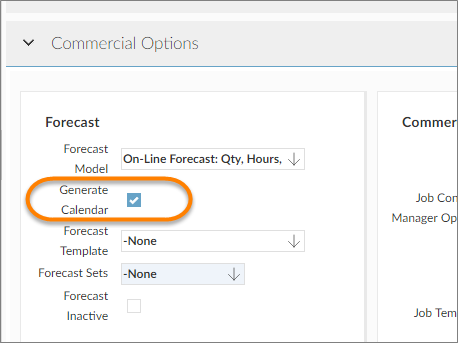 Commercial Options
Forecast
Forecast
Model
On-Line Forecast: Qty, Hours,
Generate
Calendar
Forecast
Template
-None
Forecast Sets
-None
Forecast
Inactive
Commer
Job Con
Manager Op
Job Tem